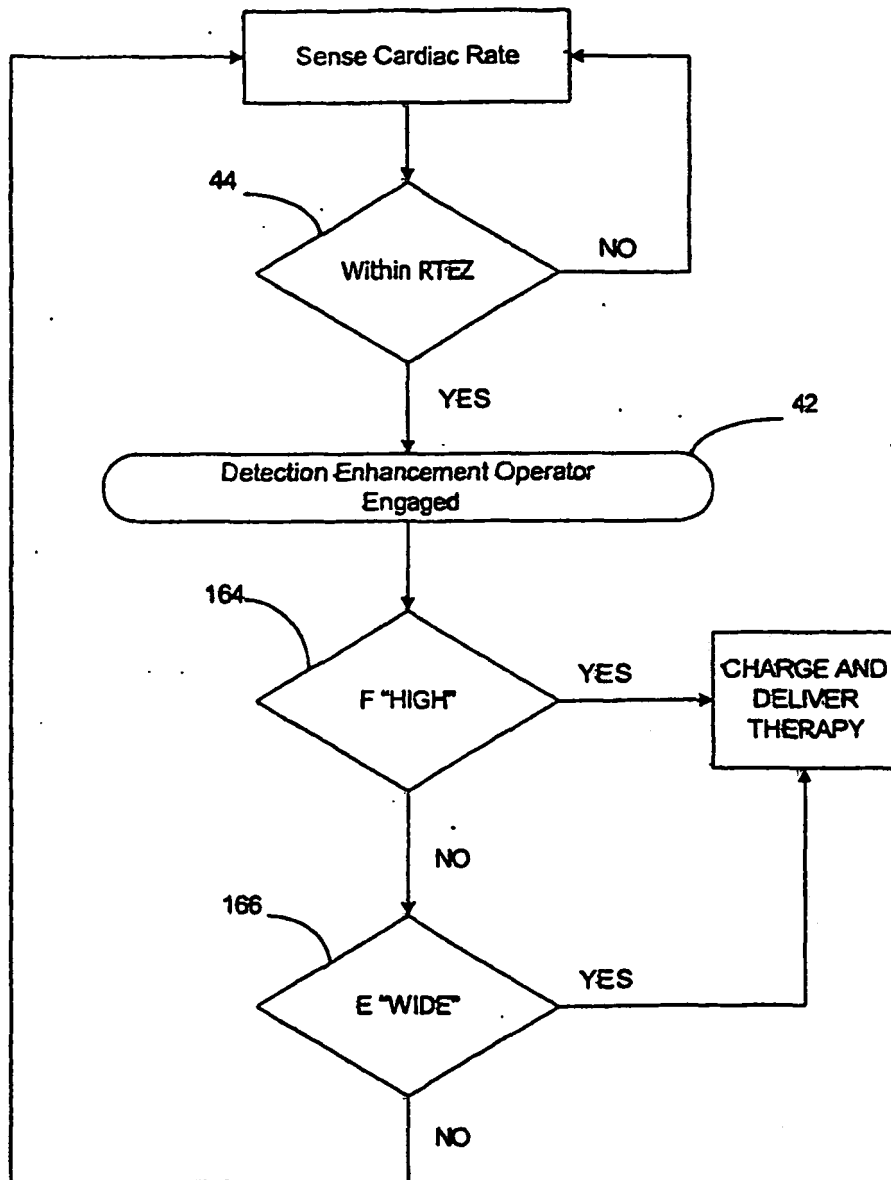 Sense Cardiac Rate
44
Within RTEZ
NO
YES
42
Detection Enhancement Operator
Engaged
164
F "HIGH"
YES
CHARGE AND
DELIVER
THERAPY
NO
166
E "WIDE"
YES
NO